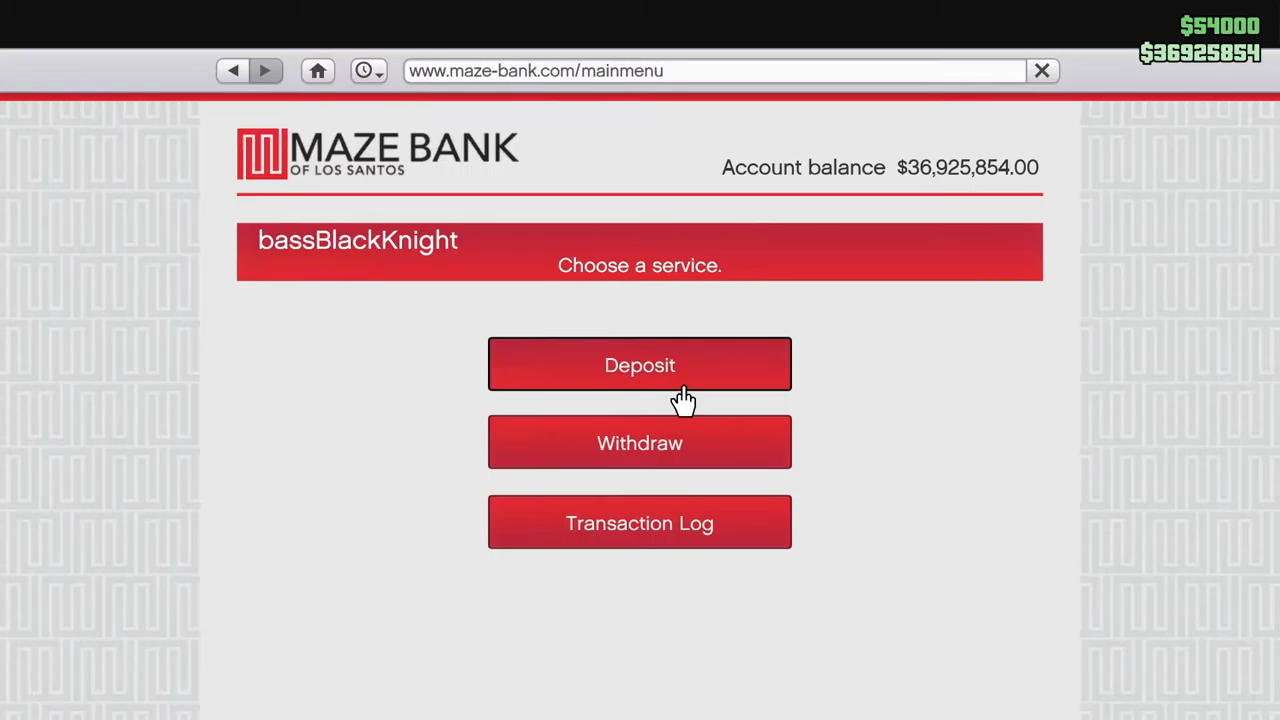 $54000
$36925854
www.maze-bank.com/mainmenu
MAZE BANK
OF LOS SANTOS
Account balance $36,925,854.00
bassBlackKnight
Choose a service.
Deposit
Withdraw
Transaction Log